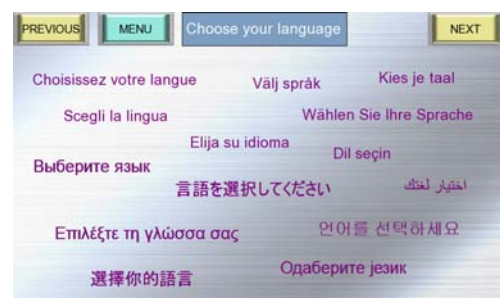 PREVIOUS MENU Choose your language NEXT
Choisissez votre langue
Välj språk
Kies je taal
Scegli la lingua
Wählen Sie Ihre Sprache
Elija su idioma
Dil seçin
Выберите язык
言語を選択してください
اختيار لغتك
Επιλέξτε τη γλώσσα σας
언어를 선택하세요
選擇你的語言
Одаберите језик